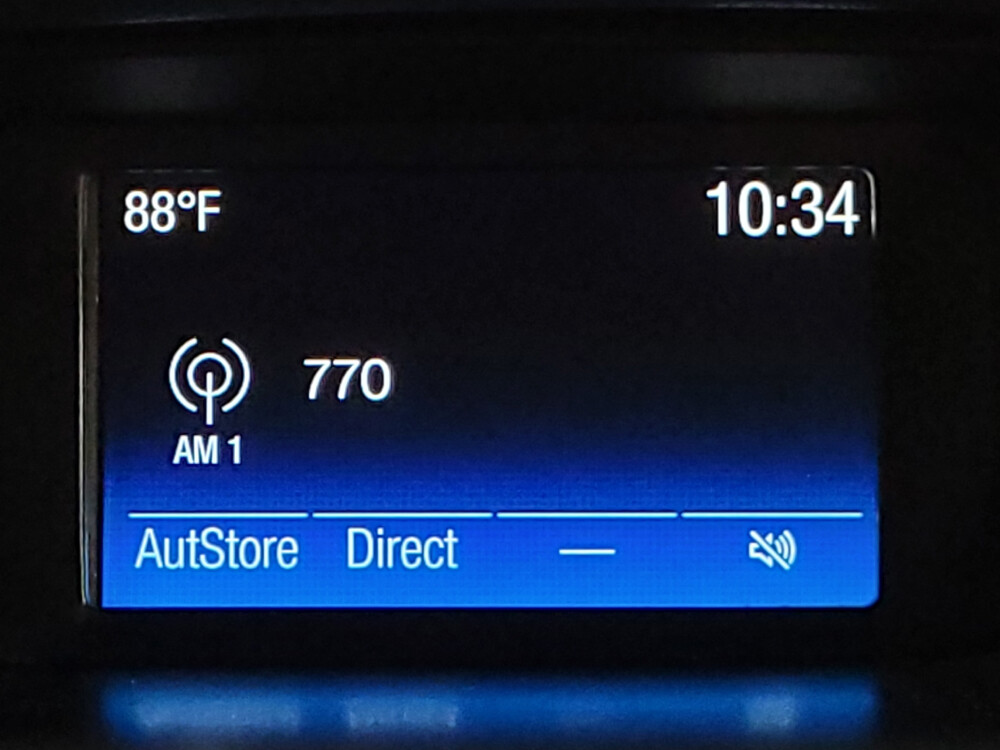 88°F 10:34
770
AM 1
AutStore Direct —